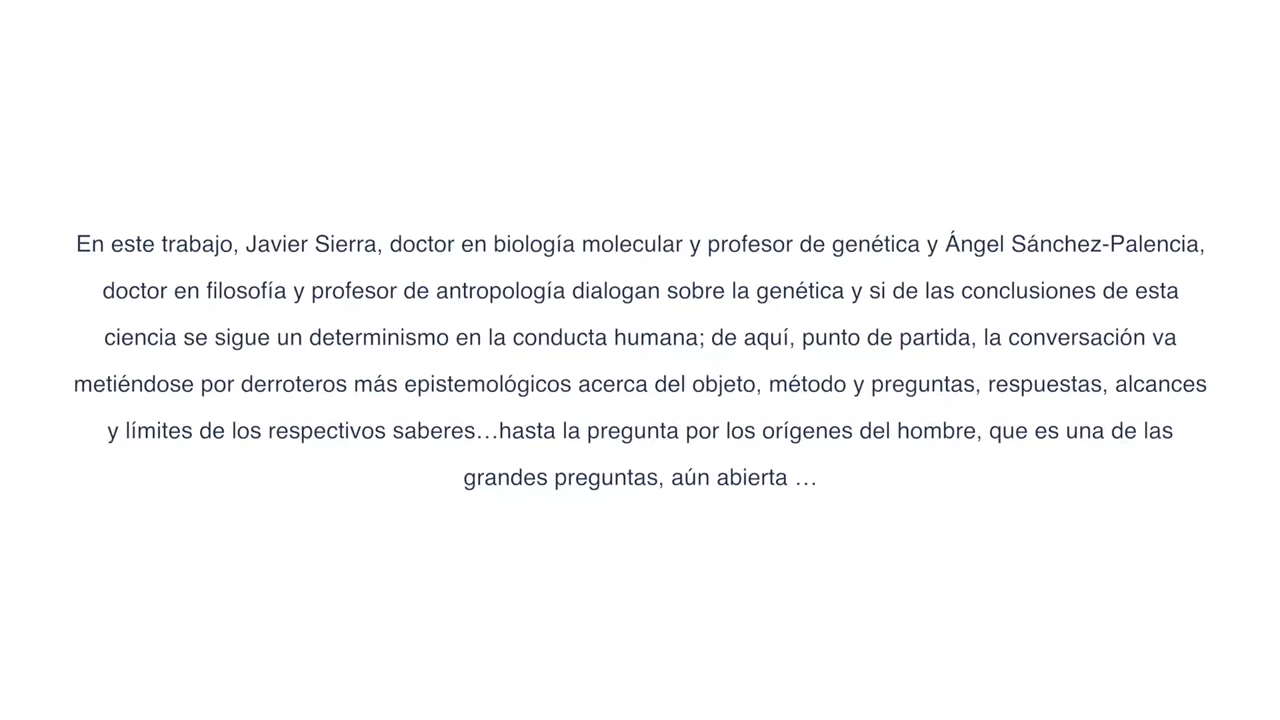 En este trabajo, Javier Sierra, doctor en biología molecular y profesor de genética y Ángel Sánchez-Palencia,
doctor en filosofía y profesor de antropología dialogan sobre la genética y si de las conclusiones de esta
ciencia se sigue un determinismo en la conducta humana; de aquí, punto de partida, la conversación va
metiéndose por derroteros más epistemológicos acerca del objeto, método y preguntas, respuestas, alcances
y límites de los respectivos saberes…hasta la pregunta por los orígenes del hombre, que es una de las
grandes preguntas, aún abierta …